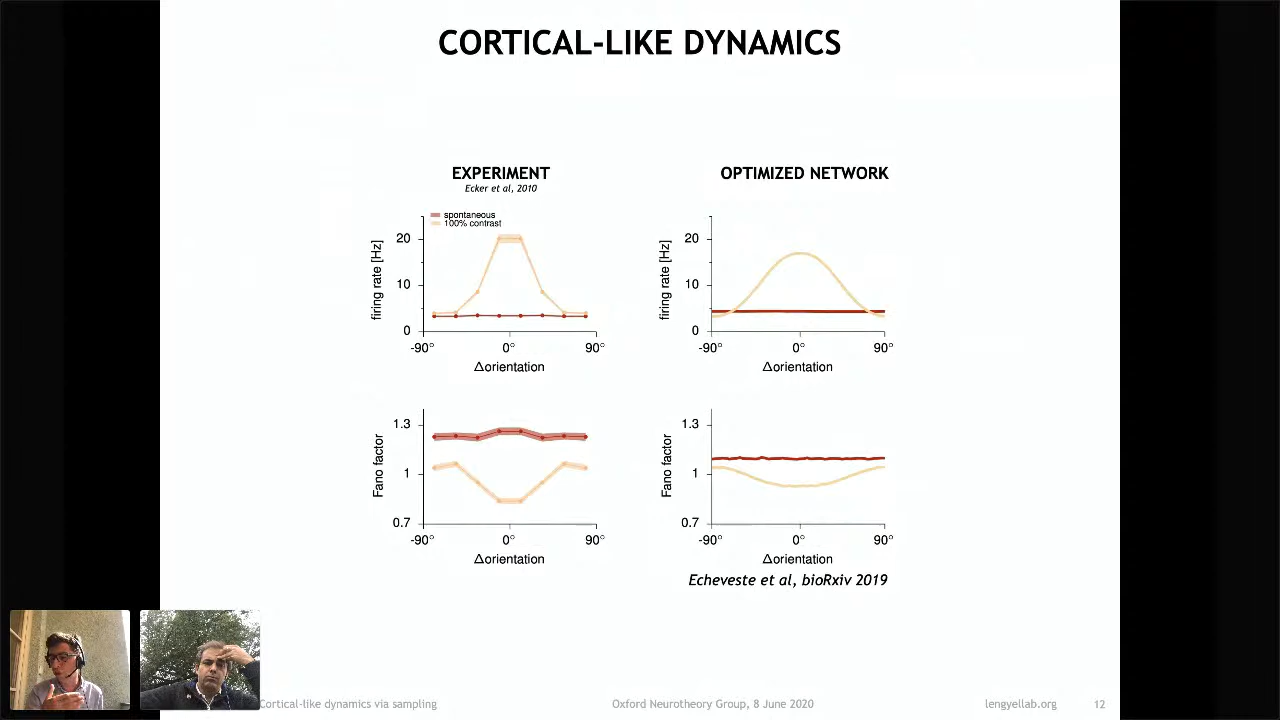 CORTICAL-LIKE DYNAMICS
EXPERIMENT
Ecker et al, 2010
OPTIMIZED NETWORK
spontaneous
100% contrast
firing rate [Hz]
20
10
0
-90°
0°
90°
Δorientation
firing rate [Hz]
20
10
0
-90°
0°
90°
Δorientation
Fano factor
1.3
1
0.7
-90°
0°
90°
Δorientation
Fano factor
1.3
1
0.7
-90°
0°
90°
Δorientation
Echeveste et al, bioRxiv 2019
Cortical-like dynamics via sampling
Oxford Neurotheory Group, 8 June 2020
lengyellab.org
12